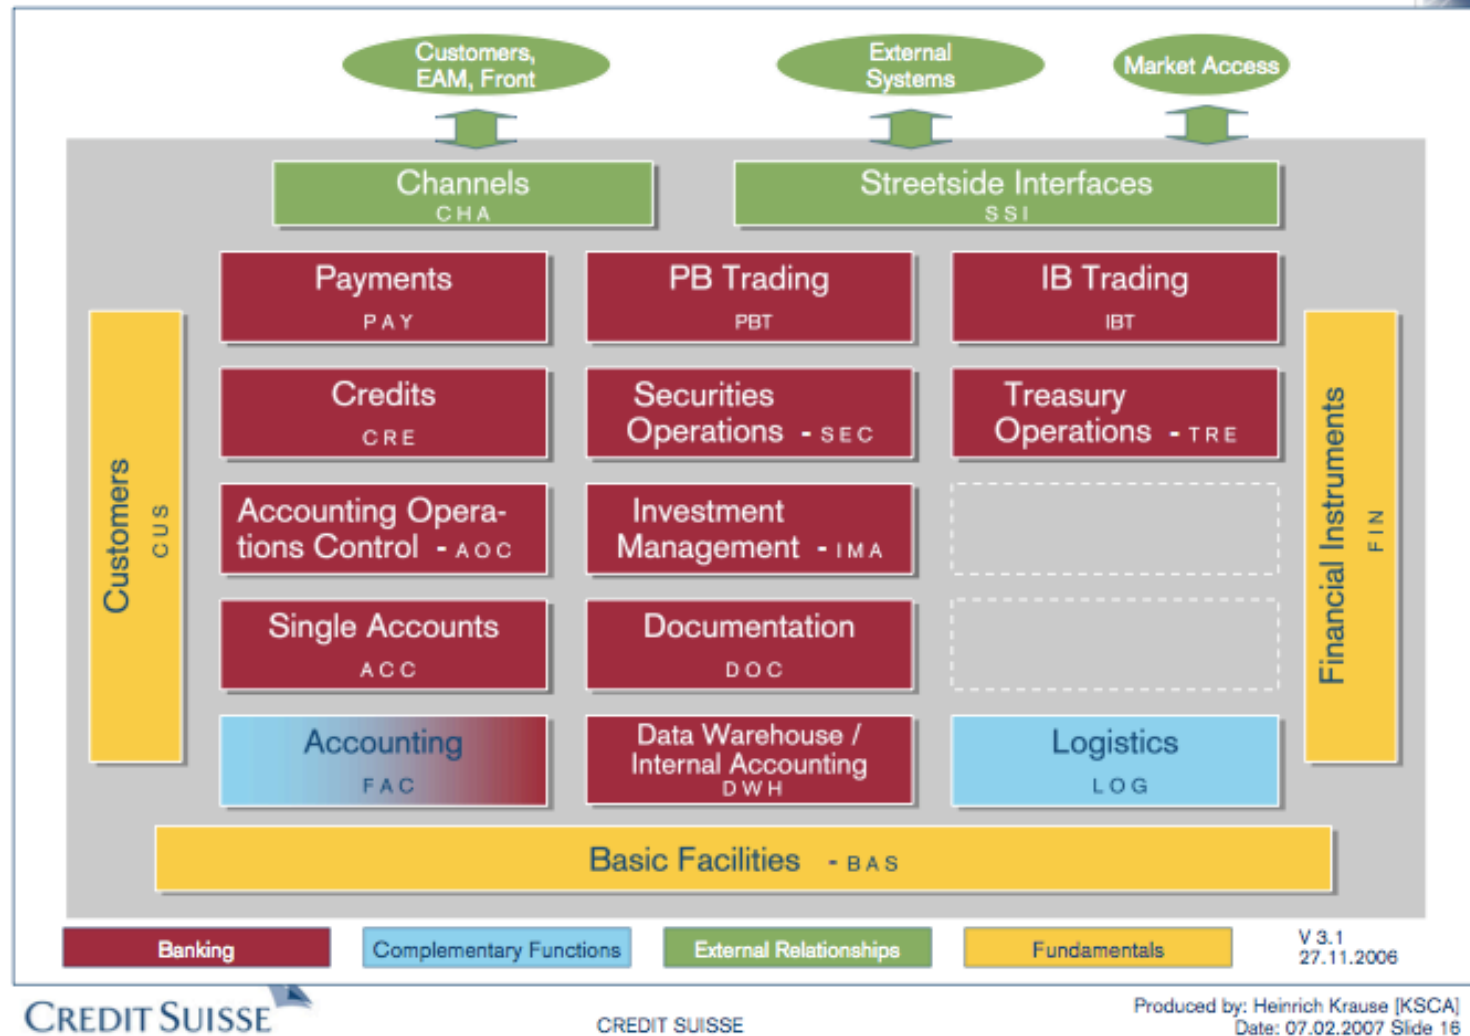 Customers,
EAM, Front
External
Systems
Market Access
Channels
CHA
Streetside Interfaces
SSI
Payments
PAY
PB Trading
PBT
IB Trading
IBT
Credits
CRE
Securities
Operations - SEC
Treasury
Operations - TRE
Customers
CUS
Accounting Opera-
tions Control - AOC
Investment
Management - IMA
Financial Instruments
FIN
Single Accounts
ACC
Documentation
DOC
Accounting
FAC
Data Warehouse /
Internal Accounting
DWH
Logistics
LOG
Basic Facilities - BAS
Banking
Complementary Functions
External Relationships
Fundamentals
V 3.1
27.11.2006
CREDIT SUISSE
CREDIT SUISSE
Produced by: Heinrich Krause [KSCA]
Date: 07.02.2007 Slide 16